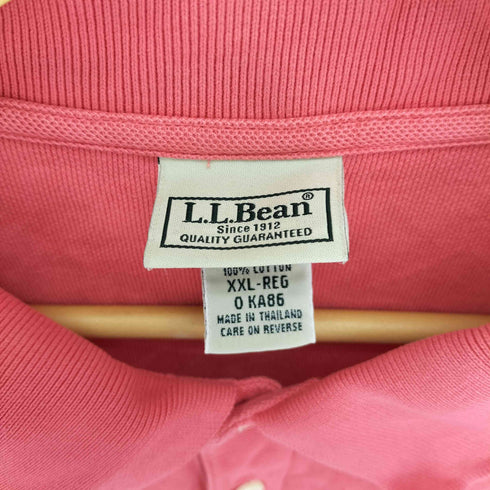 L.L.Bean®
Since 1912
QUALITY GUARANTEED
100% COTTON
XXL-REG
0 KA86
MADE IN THAILAND
CARE ON REVERSE